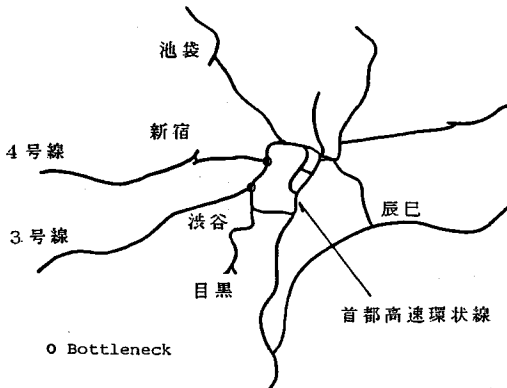 池袋
新宿
4号線
辰巳
渋谷
3号線
目黒
首都高速環状線
O Bottleneck